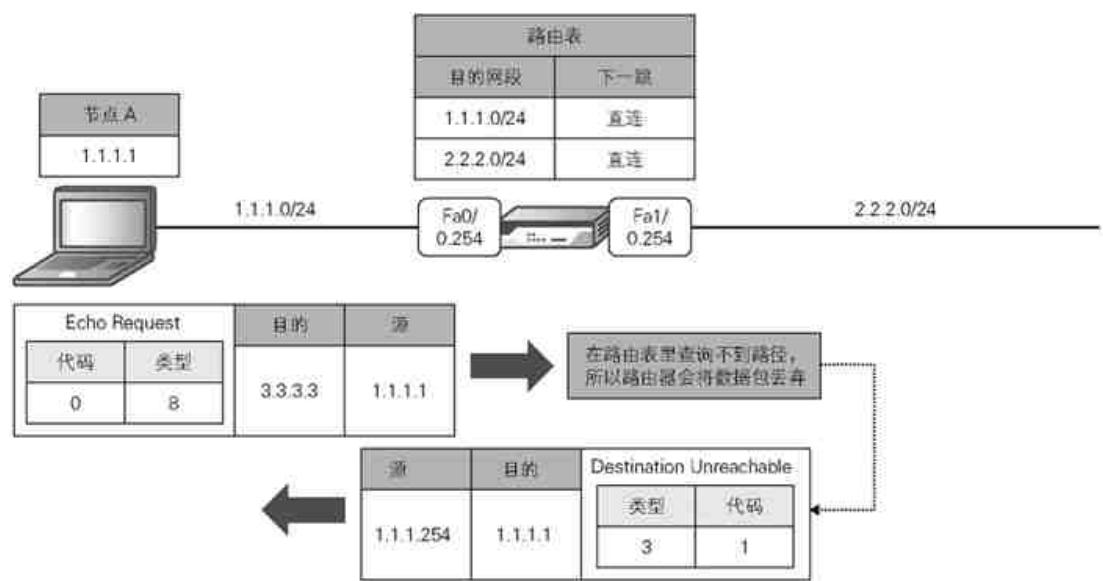 路由表
目的网段 下一跳
1.1.1.0/24 直连
2.2.2.0/24 直连
节点 A
1.1.1.1
1.1.1.0/24
Fa0/
0.254
Fa1/
0.254
2.2.2.0/24
Echo Request 目的 源
代码 类型
0 8
3.3.3.3 1.1.1.1
在路由表里查询不到路径，
所以路由器会将数据包丢弃
源 目的 Destination Unreachable
类型 代码
1.1.1.254 1.1.1.1
3 1